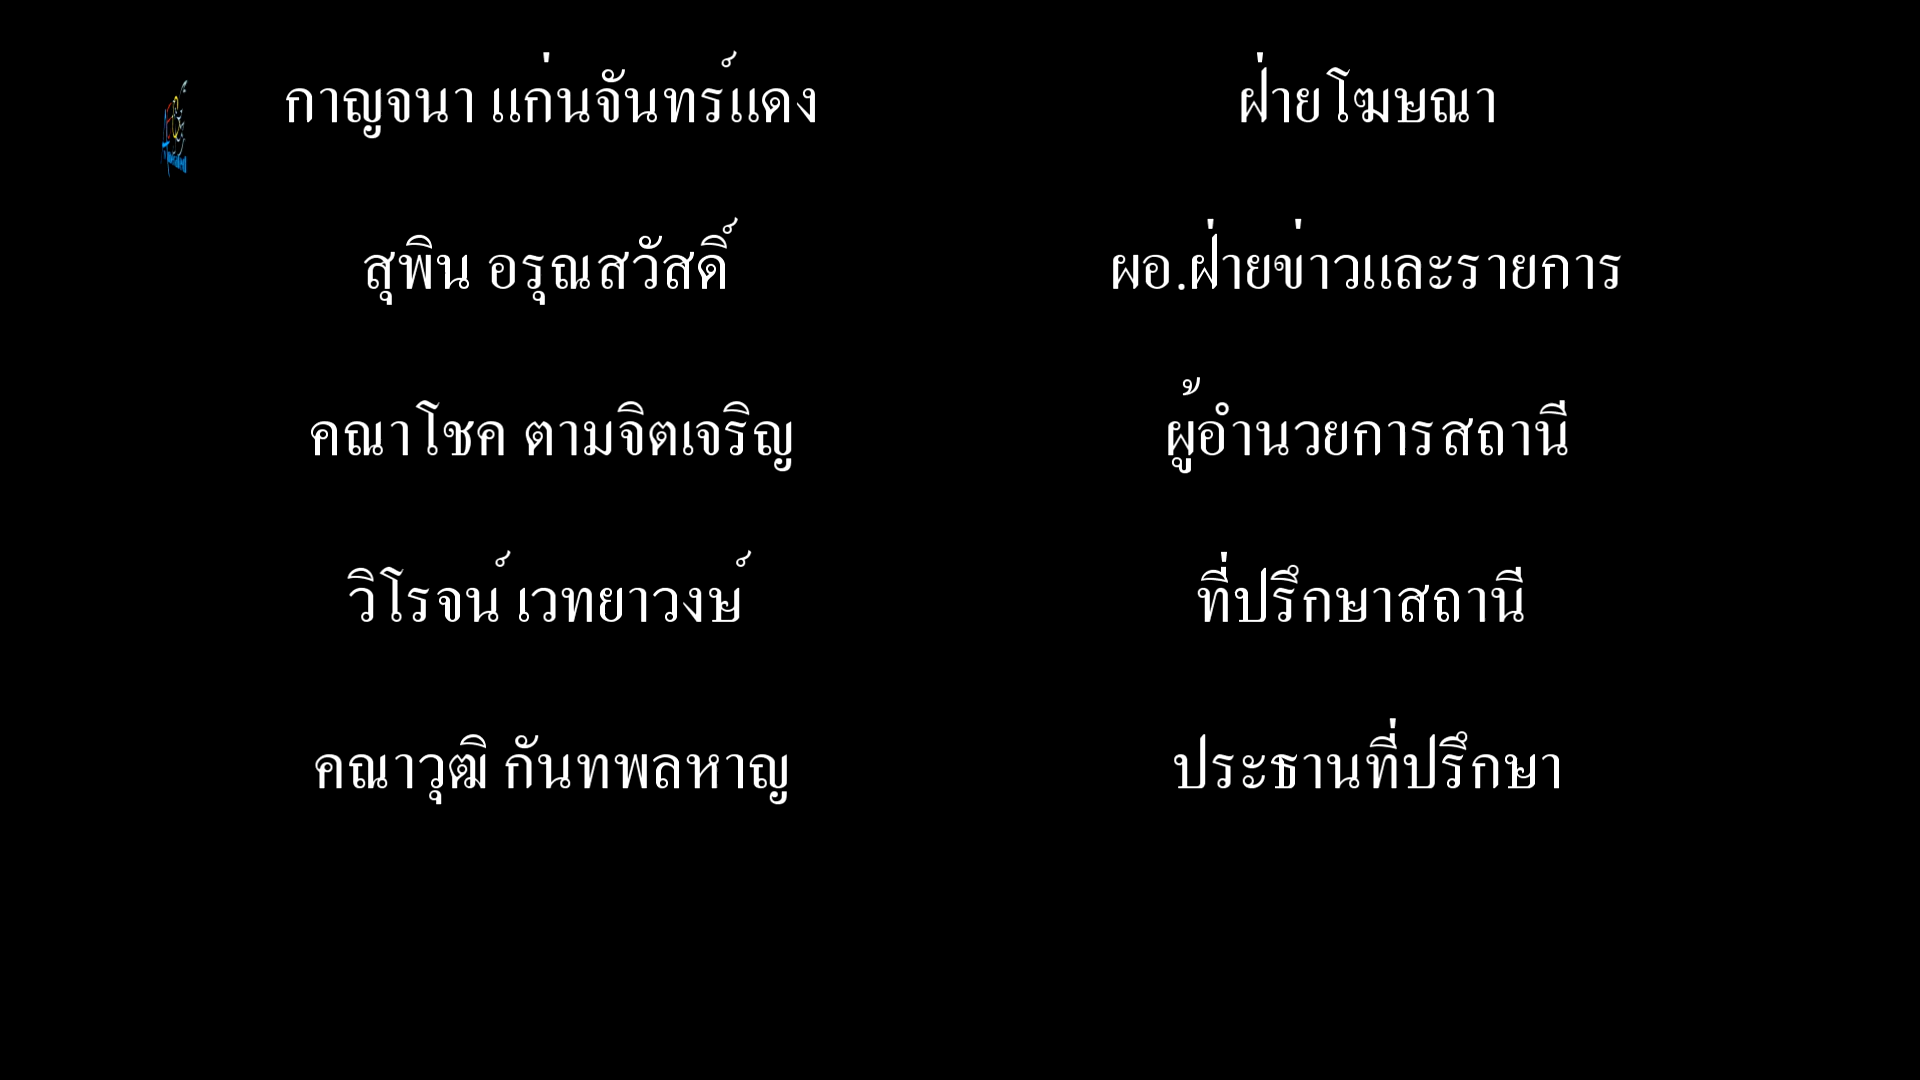 กาญจนา แก่นจันทร์แดง ฝ่ายโฆษณา
สุพิน อรุณสวัสดิ์ ผอ.ฝ่ายข่าวและรายการ
คณาโชค ตามจิตเจริญ ผู้อำนวยการสถานี
วิโรจน์ เวทยาวงษ์ ที่ปรึกษาสถานี
คณาวุฒิ กันทพลหาญ ประธานที่ปรึกษา